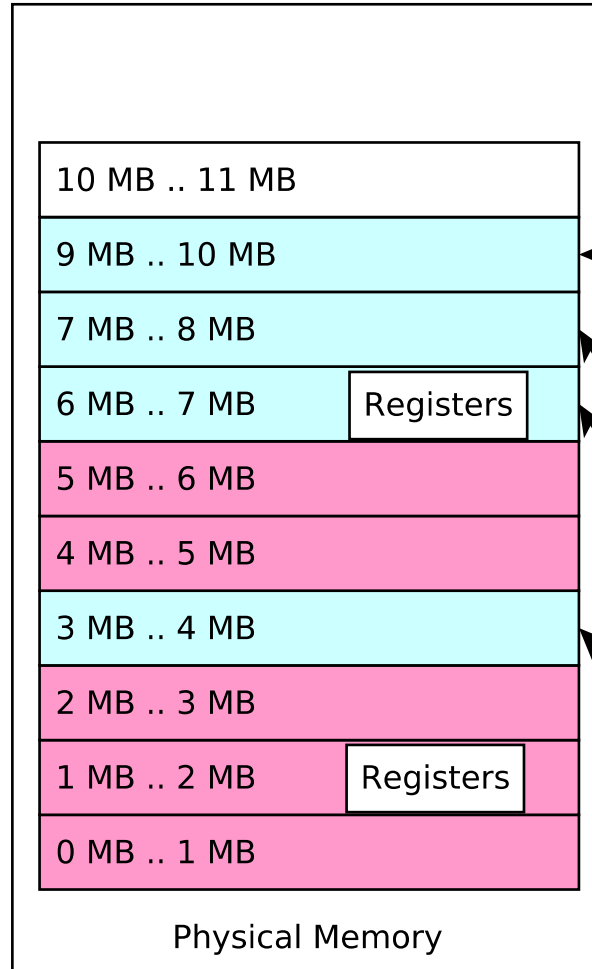 10 MB .. 11 MB
9 MB .. 10 MB
7 MB .. 8 MB
6 MB .. 7 MB Registers
5 MB .. 6 MB
4 MB .. 5 MB
3 MB .. 4 MB
2 MB .. 3 MB
1 MB .. 2 MB Registers
0 MB .. 1 MB
Physical Memory